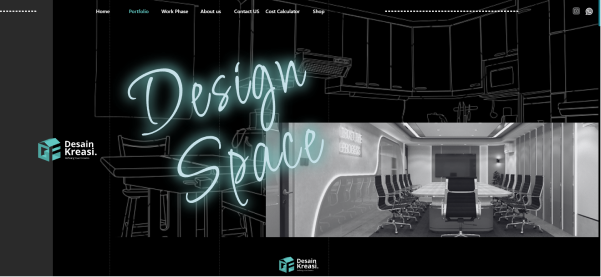 Home Portfolio Work Phase About us Contact US Cost Calculator Shop
Design
Space
Desain
Kreasi.
Desain
Kreasi.